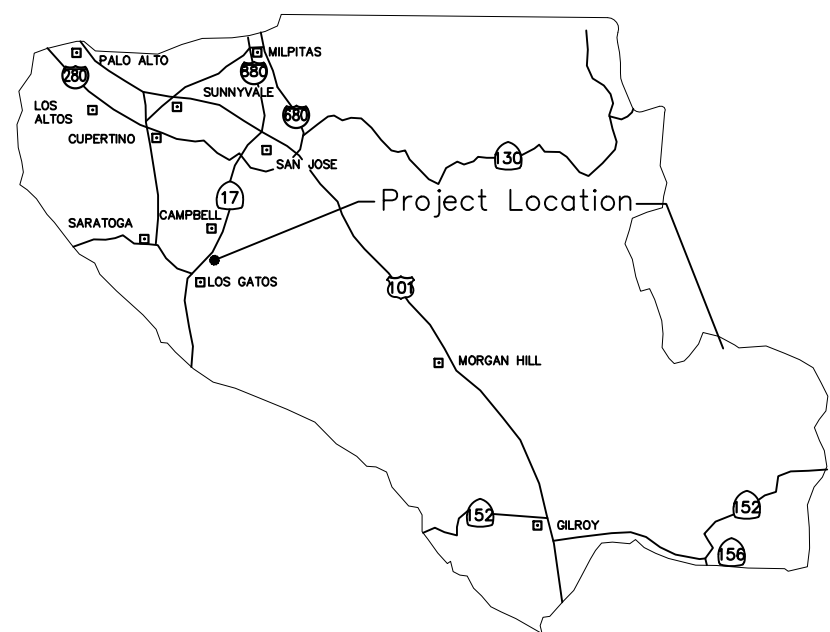 PALO ALTO
MILPITAS
280
880
SUNNYVALE
LOS
ALTOS
680
CUPERTINO
130
SAN JOSE
17
Project Location
CAMPBELL
SARATOGA
LOS GATOS
101
MORGAN HILL
152
152
GILROY
156